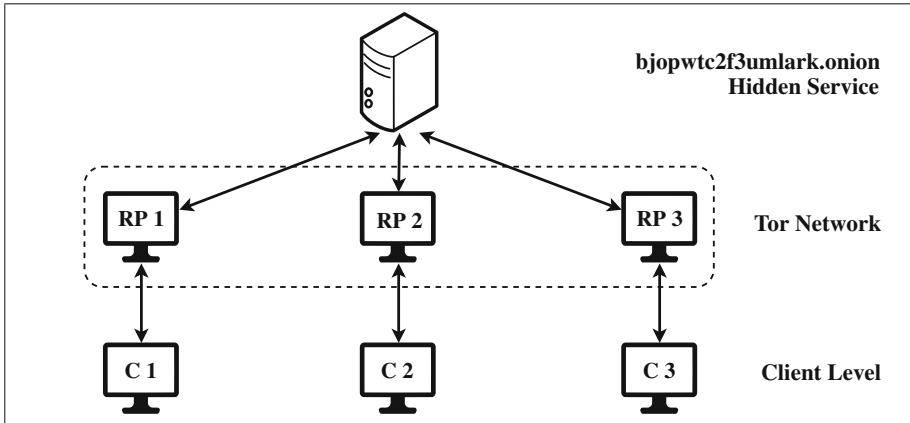 bjopwtc2f3umlark.onion
Hidden Service
RP 1 RP 2 RP 3 Tor Network
C 1 C 2 C 3 Client Level